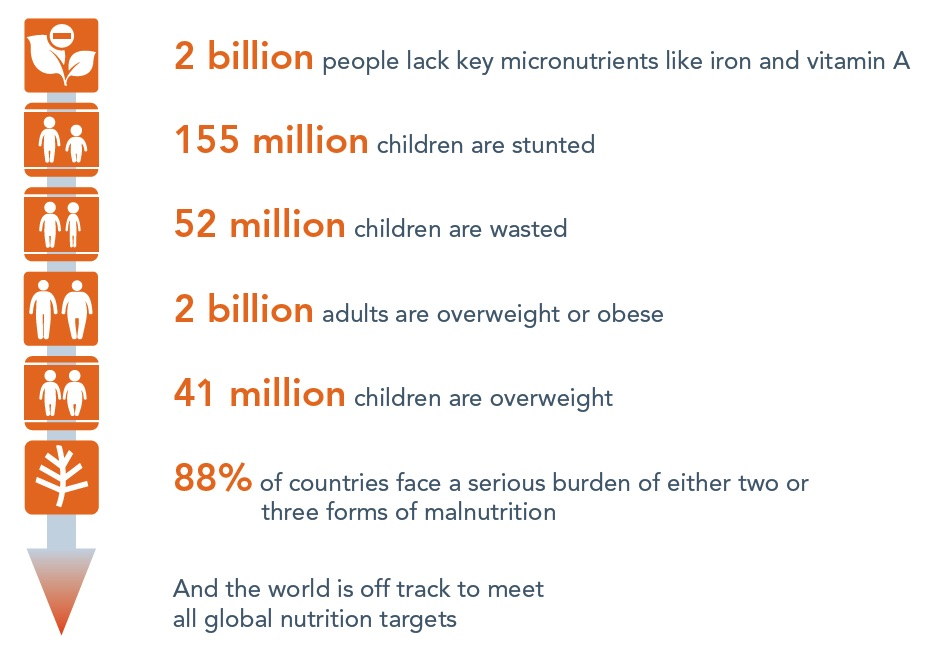 2 billion people lack key micronutrients like iron and vitamin A
155 million children are stunted
52 million children are wasted
2 billion adults are overweight or obese
41 million children are overweight
88% of countries face a serious burden of either two or
three forms of malnutrition
And the world is off track to meet
all global nutrition targets